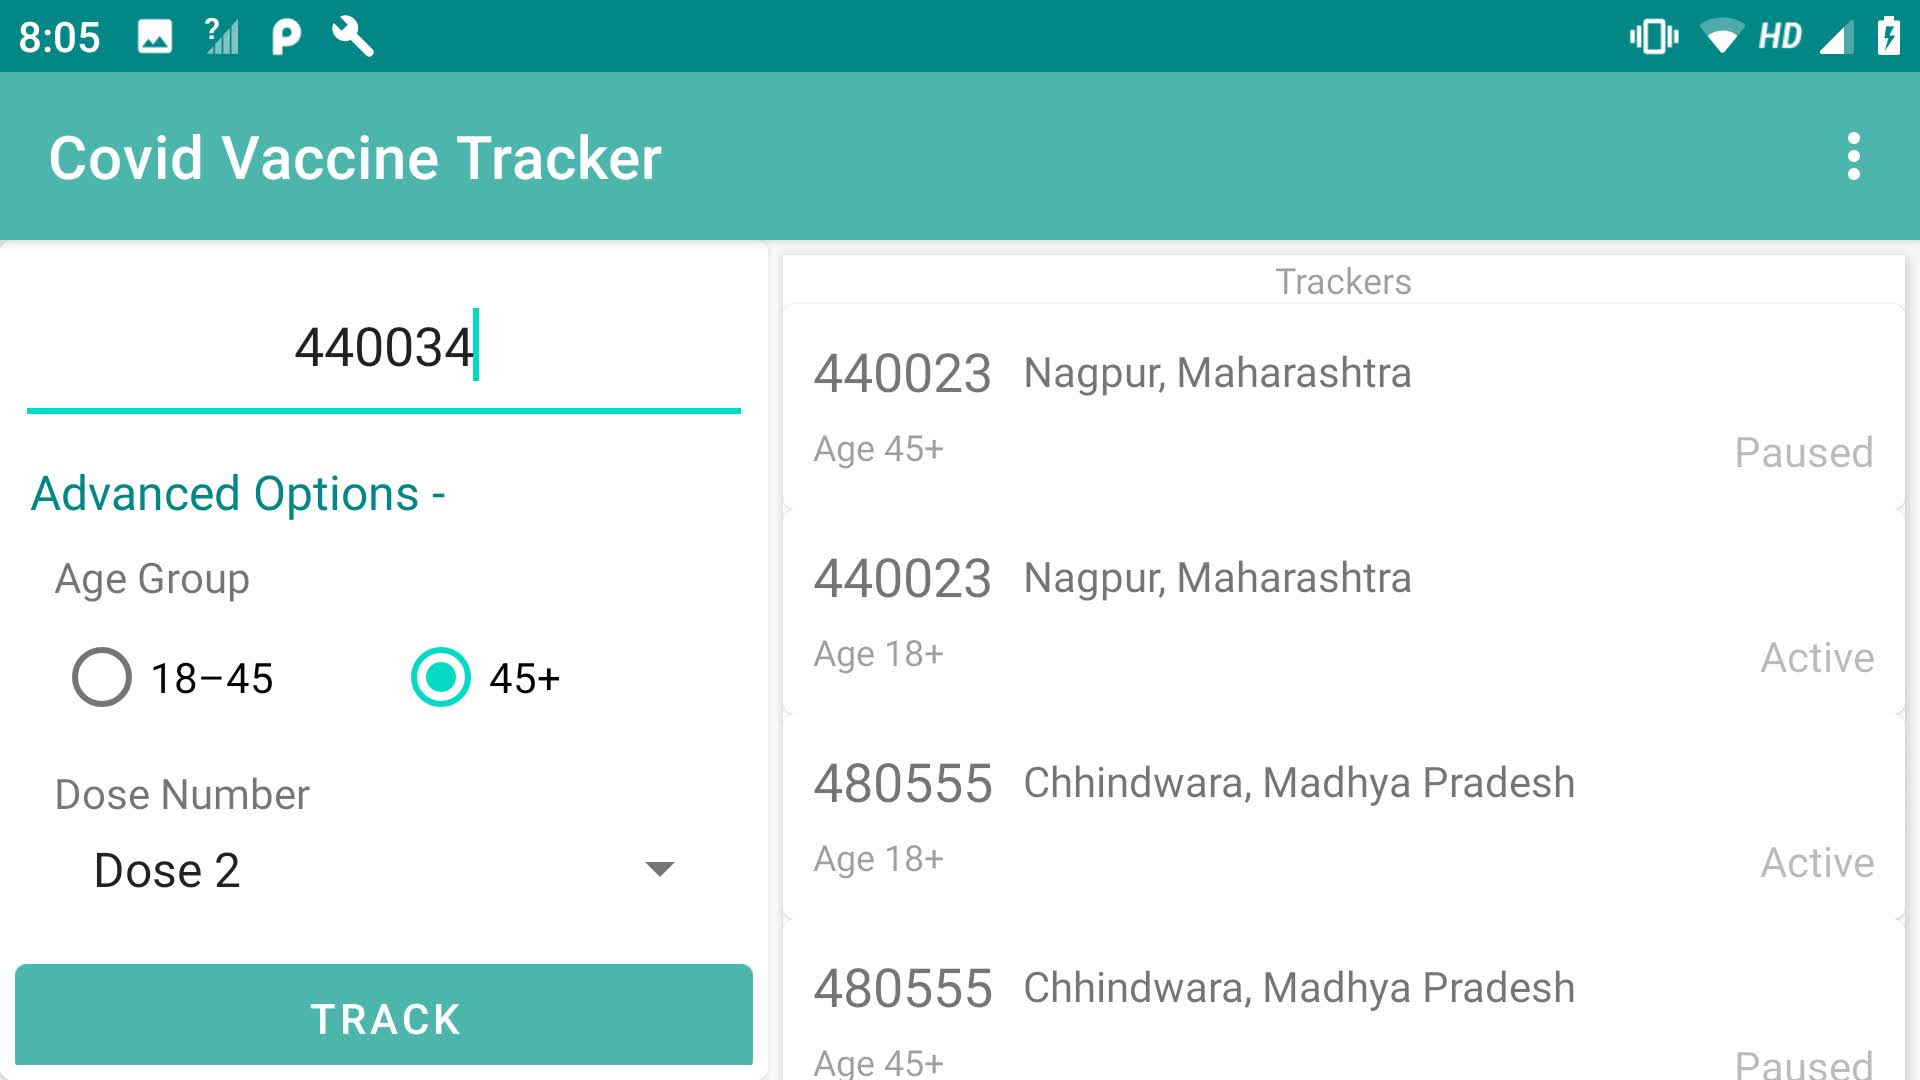 8:05
HD
Covid Vaccine Tracker
440034
Advanced Options -
Age Group
18–45
45+
Dose Number
Dose 2
TRACK
Trackers
440023 Nagpur, Maharashtra
Age 45+
Paused
440023 Nagpur, Maharashtra
Age 18+
Active
480555 Chhindwara, Madhya Pradesh
Age 18+
Active
480555 Chhindwara, Madhya Pradesh
Age 45+
Paused